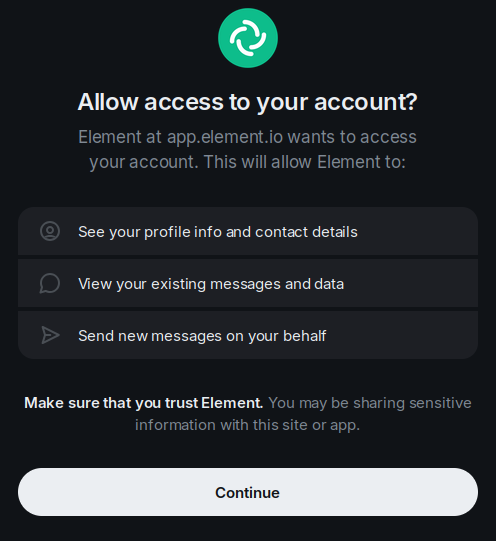 Allow access to your account?
Element at app.element.io wants to access
your account. This will allow Element to:
See your profile info and contact details
View your existing messages and data
Send new messages on your behalf
Make sure that you trust Element. You may be sharing sensitive
information with this site or app.
Continue